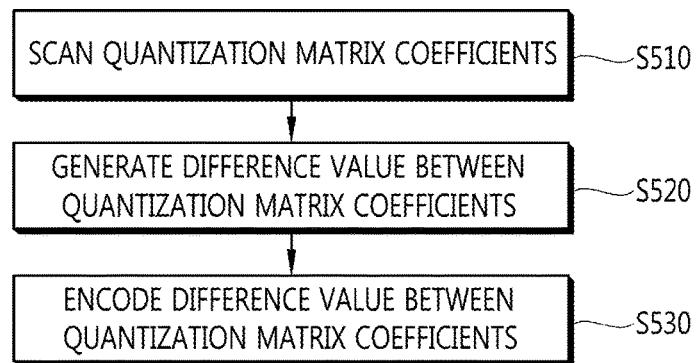 SCAN QUANTIZATION MATRIX COEFFICIENTS
S510
GENERATE DIFFERENCE VALUE BETWEEN
QUANTIZATION MATRIX COEFFICIENTS
S520
ENCODE DIFFERENCE VALUE BETWEEN
QUANTIZATION MATRIX COEFFICIENTS
S530